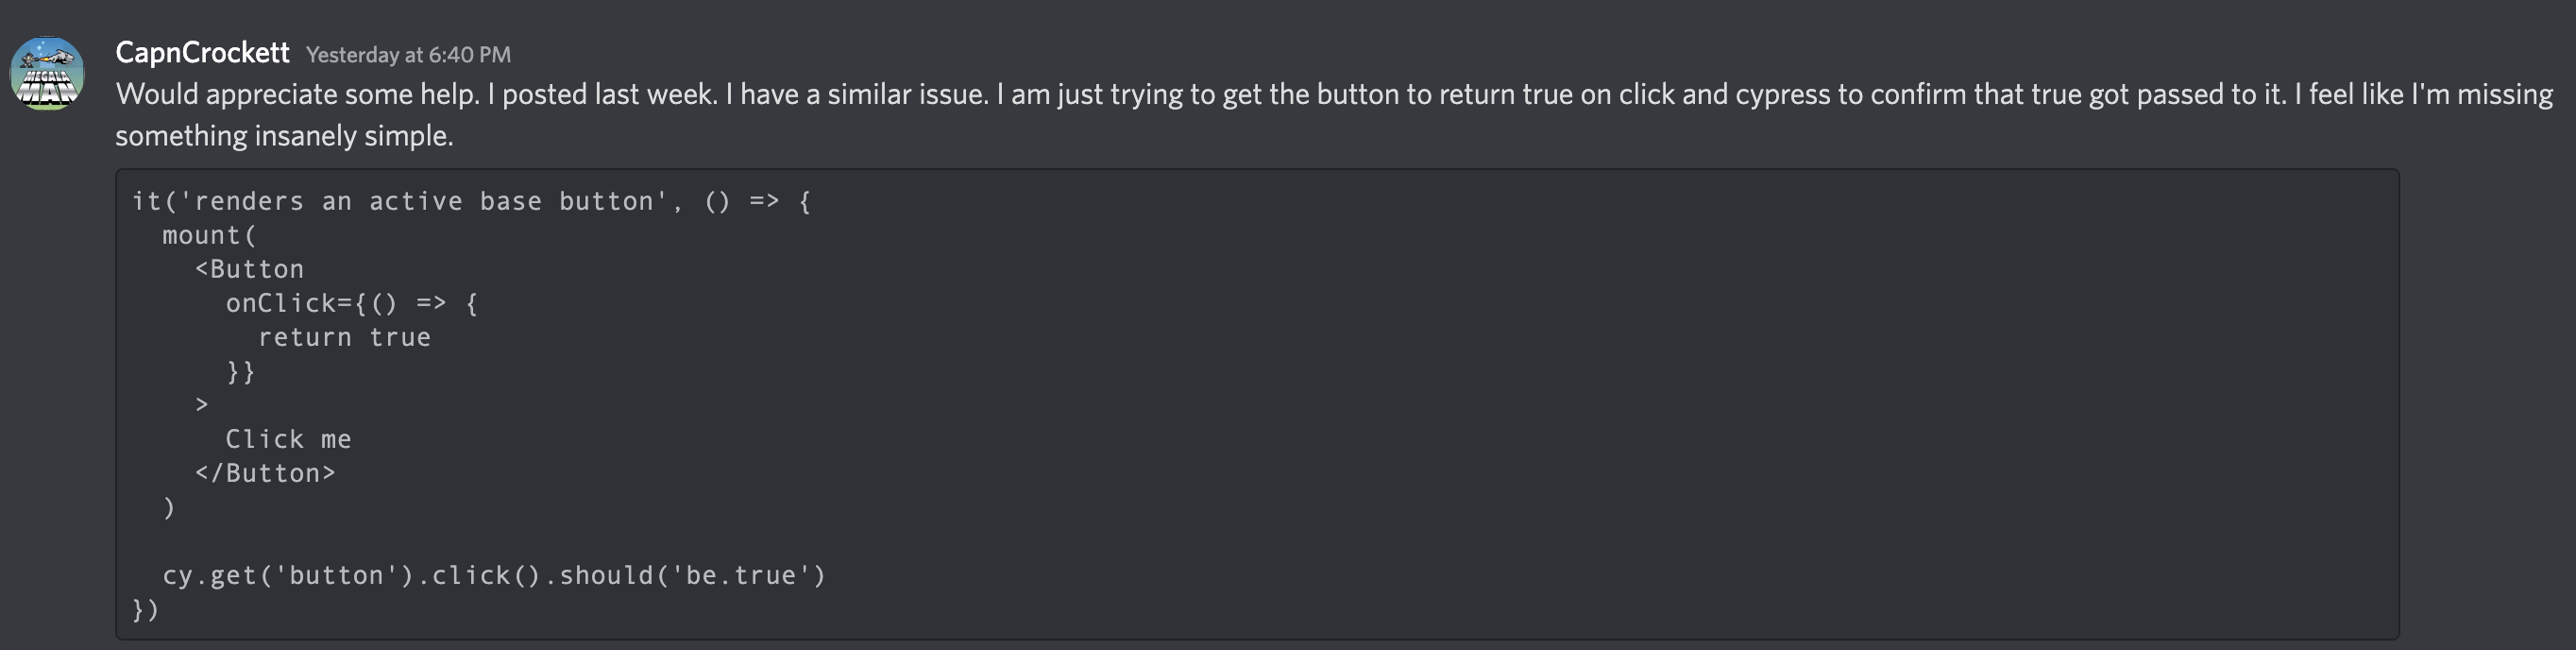 CapnCrockett Yesterday at 6:40 PM
MEGALA
MAN
Would appreciate some help. I posted last week. I have a similar issue. I am just trying to get the button to return true on click and cypress to confirm that true got passed to it. I feel like I'm missing
something insanely simple.
it('renders an active base button', () => {
  mount(
    <Button
      onClick={() => {
        return true
      }}
    >
      Click me
    </Button>
  )

  cy.get('button').click().should('be.true')
})